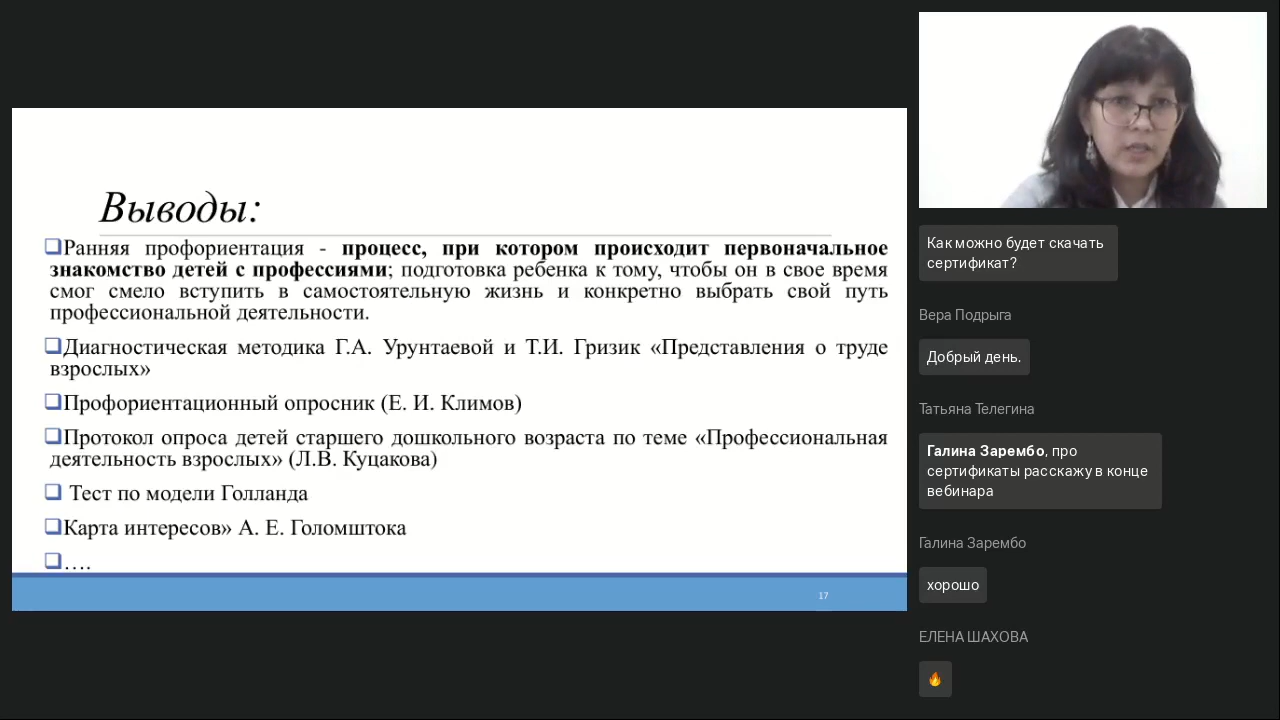 Выводы:
❑Ранняя профориентация - процесс, при котором происходит первоначальное
знакомство детей с профессиями; подготовка ребенка к тому, чтобы он в свое время
смог смело вступить в самостоятельную жизнь и конкретно выбрать свой путь
профессиональной деятельности.
❑Диагностическая методика Г.А. Урунтаевой и Т.И. Гризик «Представления о труде
взрослых»
❑Профориентационный опросник (Е. И. Климов)
❑Протокол опроса детей старшего дошкольного возраста по теме «Профессиональная
деятельность взрослых» (Л.В. Куцакова)
❑ Тест по модели Голланда
❑Карта интересов» А. Е. Голомштока
❑….
17
Как можно будет скачать
сертификат?
Вера Подрыга
Добрый день.
Татьяна Телегина
Галина Зарембо, про
сертификаты расскажу в конце
вебинара
Галина Зарембо
хорошо
ЕЛЕНА ШАХОВА
🔥